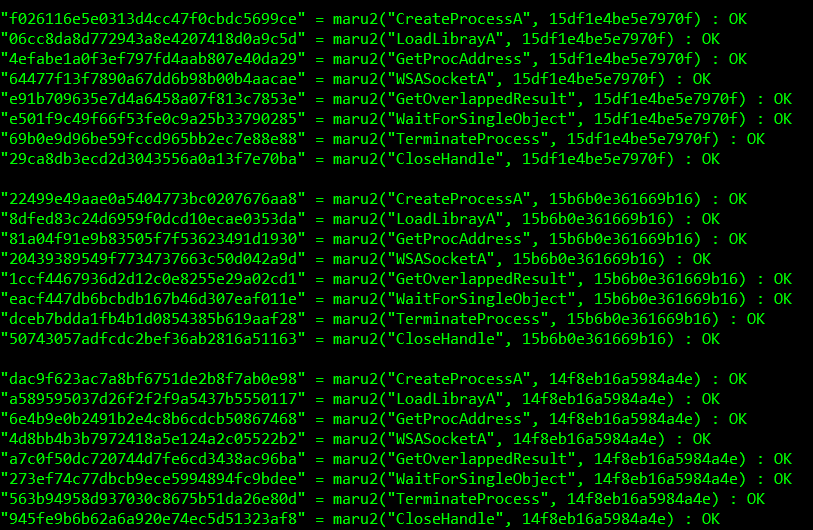 "f026116e5e0313d4cc47f0cbdc5699ce" = maru2("CreateProcessA", 15df1e4be5e7970f) : OK
"06cc8da8d772943a8e4207418d0a9c5d" = maru2("LoadLibrayA", 15df1e4be5e7970f) : OK
"4efabe1a0f3ef797fd4aab807e40da29" = maru2("GetProcAddress", 15df1e4be5e7970f) : OK
"64477f13f7890a67dd6b98b00b4aacae" = maru2("WSASocketA", 15df1e4be5e7970f) : OK
"e91b709635e7d4a6458a07f813c7853e" = maru2("GetOverlappedResult", 15df1e4be5e7970f) : OK
"e501f9c49f66f53fe0c9a25b33790285" = maru2("WaitForSingleObject", 15df1e4be5e7970f) : OK
"69b0e9d96be59fccd965bb2ec7e88e88" = maru2("TerminateProcess", 15df1e4be5e7970f) : OK
"29ca8db3ecd2d3043556a0a13f7e70ba" = maru2("CloseHandle", 15df1e4be5e7970f) : OK
"22499e49aae0a5404773bc0207676aa8" = maru2("CreateProcessA", 15b6b0e361669b16) : OK
"8dfed83c24d6959f0dcd10ecae0353da" = maru2("LoadLibrayA", 15b6b0e361669b16) : OK
"81a04f91e9b83505f7f53623491d1930" = maru2("GetProcAddress", 15b6b0e361669b16) : OK
"20439389549f7734737663c50d042a9d" = maru2("WSASocketA", 15b6b0e361669b16) : OK
"1ccf4467936d2d12c0e8255e29a02cd1" = maru2("GetOverlappedResult", 15b6b0e361669b16) : OK
"eacf447db6bcbdb167b46d307eaf011e" = maru2("WaitForSingleObject", 15b6b0e361669b16) : OK
"dceb7bdda1fb4b1d0854385b619aaf28" = maru2("TerminateProcess", 15b6b0e361669b16) : OK
"50743057adfcdc2bef36ab2816a51163" = maru2("CloseHandle", 15b6b0e361669b16) : OK
"dac9f623ac7a8bf6751de2b8f7ab0e98" = maru2("CreateProcessA", 14f8eb16a5984a4e) : OK
"a589595037d26f2f2f9a5437b5550117" = maru2("LoadLibrayA", 14f8eb16a5984a4e) : OK
"6e4b9e0b2491b2e4c8b6cdcb50867468" = maru2("GetProcAddress", 14f8eb16a5984a4e) : OK
"4d8bb4b3b7972418a5e124a2c05522b2" = maru2("WSASocketA", 14f8eb16a5984a4e) : OK
"a7c0f50dc720744d7fe6cd3438ac96ba" = maru2("GetOverlappedResult", 14f8eb16a5984a4e) : OK
"273ef74c77dbcb9ece5994894fc9bdee" = maru2("WaitForSingleObject", 14f8eb16a5984a4e) : OK
"563b94958d937030c8675b51da26e80d" = maru2("TerminateProcess", 14f8eb16a5984a4e) : OK
"945fe9b6b62a6a920e74ec5d51323af8" = maru2("CloseHandle", 14f8eb16a5984a4e) : OK